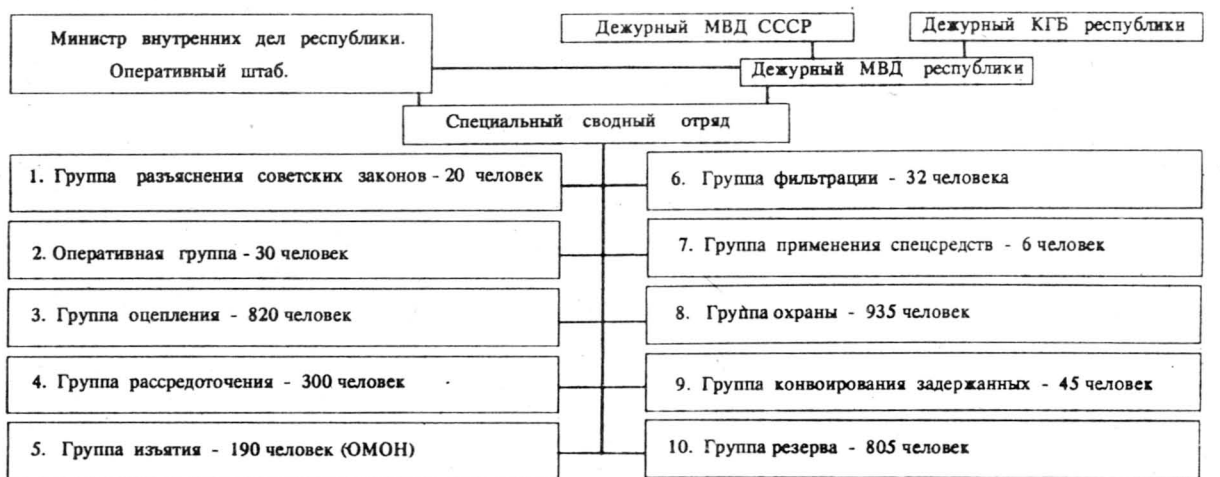 Министр внутренних дел республики.
Оперативный штаб.
Дежурный МВД СССР
Дежурный КГБ республики
Дежурный МВД республики
Специальный сводный отряд
1. Группа разъяснения советских законов - 20 человек
2. Оперативная группа - 30 человек
3. Группа оцепления - 820 человек
4. Группа рассредоточения - 300 человек
5. Группа изъятия - 190 человек (ОМОН)
6. Группа фильтрации - 32 человека
7. Группа применения спецсредств - 6 человек
8. Группа охраны - 935 человек
9. Группа конвоирования задержанных - 45 человек
10. Группа резерва - 805 человек